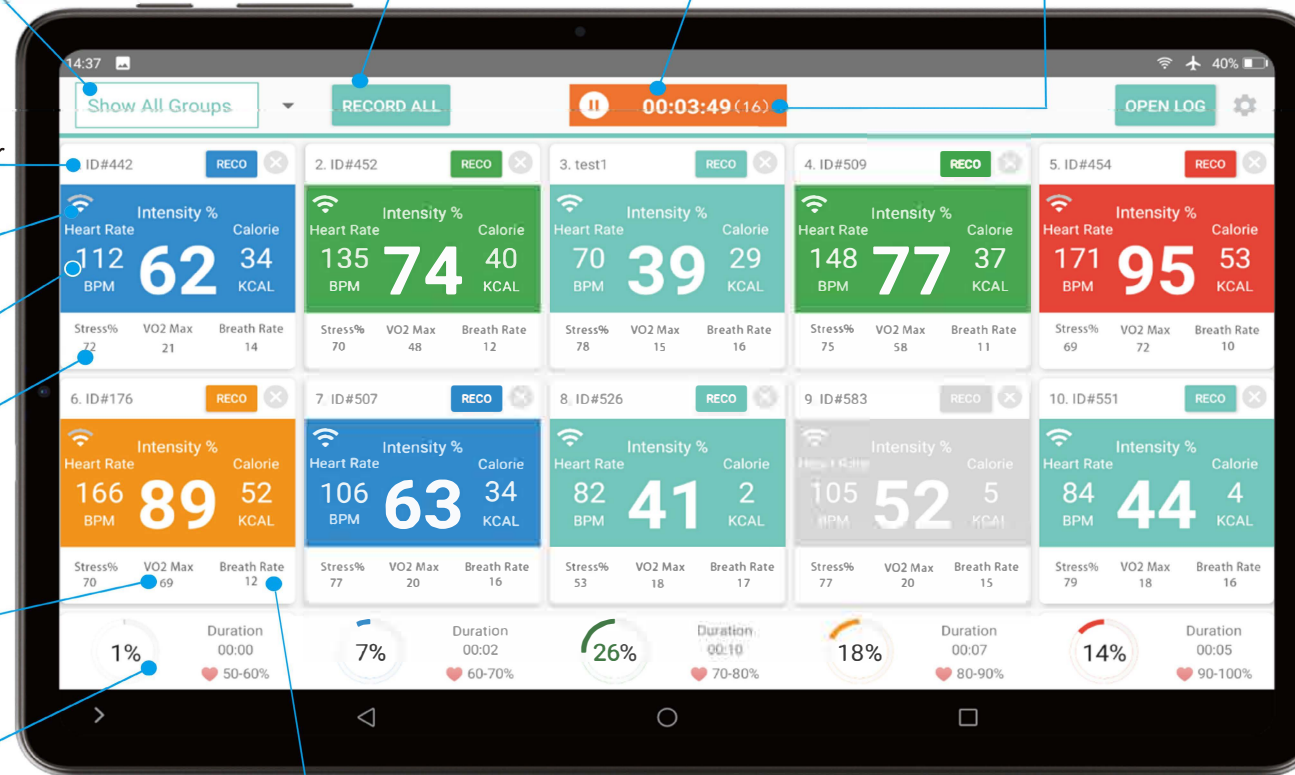 14:37
40%
Show All Groups
RECORD ALL
00:03:49(16)
OPEN LOG
r
ID#442 RECO
2. ID#452 RECO
3. test1 RECO
4. ID#509 RECO
5. ID#454 RECO
Intensity % Intensity % Intensity % Intensity % Intensity %
Heart Rate Calorie Heart Rate Calorie Heart Rate Calorie Heart Rate Calorie Heart Rate Calorie
112 62 34 135 74 40 70 39 29 148 77 37 171 95 53
BPM KCAL BPM KCAL BPM KCAL BPM KCAL BPM KCAL
Stress% VO2 Max Breath Rate Stress% VO2 Max Breath Rate Stress% VO2 Max Breath Rate Stress% VO2 Max Breath Rate Stress% VO2 Max Breath Rate
72 21 14 70 48 12 78 15 16 75 58 11 69 72 10
6. ID#176 RECO
7. ID#507 RECO
8. ID#526 RECO
9 ID#583 RECO
10. ID#551 RECO
Intensity % Intensity % Intensity % Intensity % Intensity %
Heart Rate Calorie Heart Rate Calorie Heart Rate Calorie Heart Rate Calorie Heart Rate Calorie
166 89 52 106 63 34 82 41 2 105 52 5 84 44 4
BPM KCAL BPM KCAL BPM KCAL BPM KCAL BPM KCAL
Stress% VO2 Max Breath Rate Stress% VO2 Max Breath Rate Stress% VO2 Max Breath Rate Stress% VO2 Max Breath Rate Stress% VO2 Max Breath Rate
70 69 12 77 20 16 53 18 17 77 20 15 79 18 16
Duration Duration Duration Duration Duration
1% 00:00 7% 00:02 26% 00:10 18% 00:07 14% 00:05
50-60% 60-70% 70-80% 80-90% 90-100%